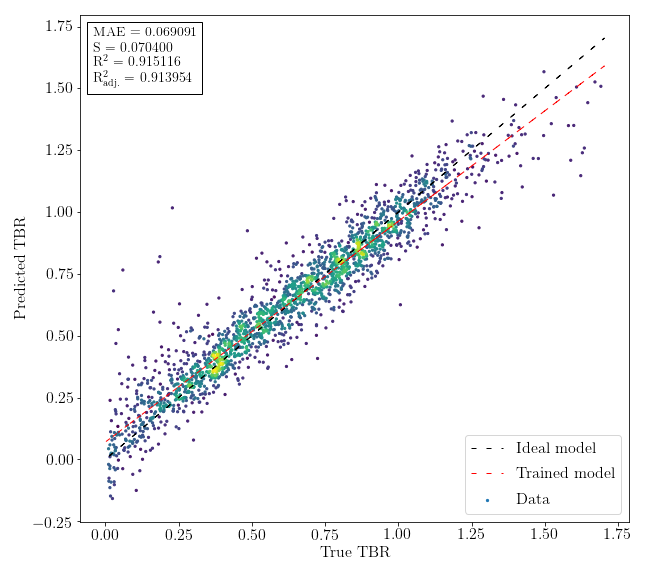 MAE = 0.069091
S = 0.070400
R² = 0.915116
R²adj. = 0.913954
1.75
1.50
1.25
1.00
0.75
0.50
0.25
0.00
−0.25
Predicted TBR
Ideal model
Trained model
Data
0.00 0.25 0.50 0.75 1.00 1.25 1.50 1.75
True TBR